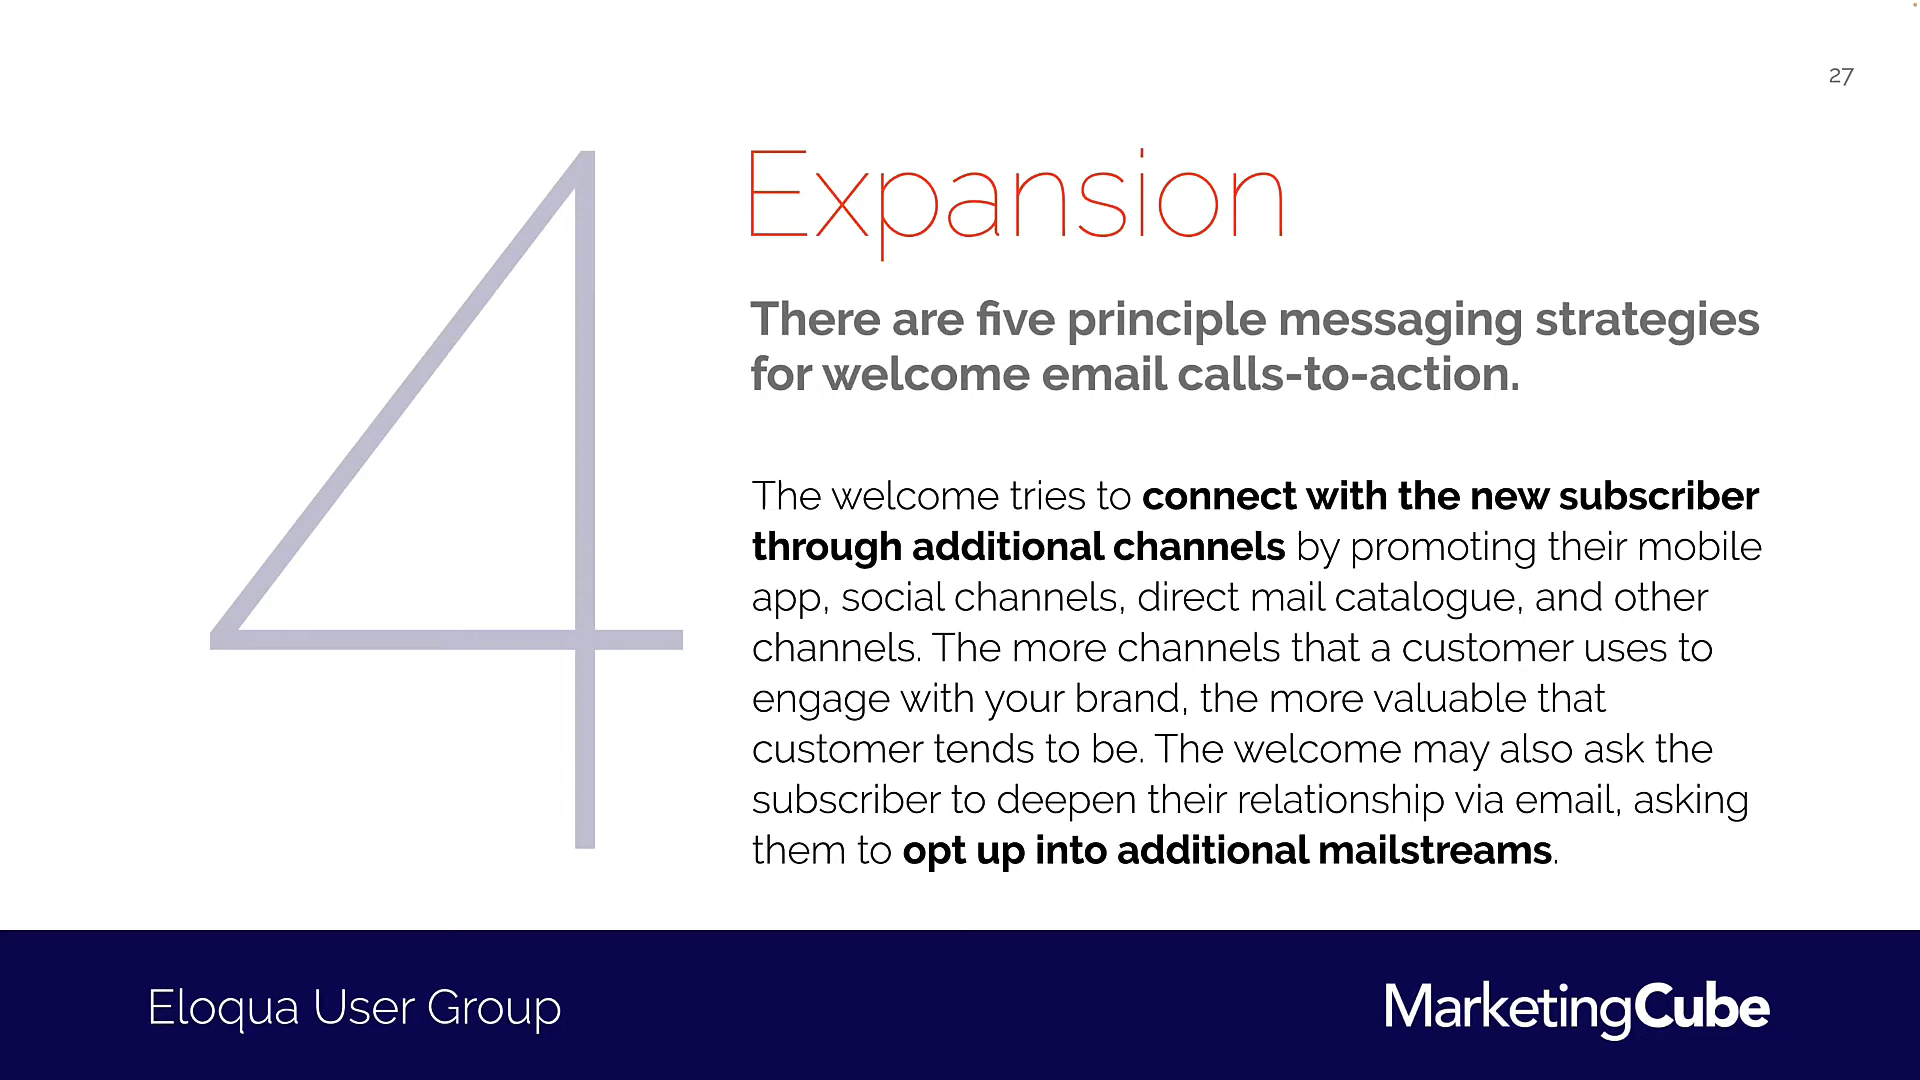 27
4
Expansion
There are five principle messaging strategies
for welcome email calls-to-action.
The welcome tries to connect with the new subscriber
through additional channels by promoting their mobile
app, social channels, direct mail catalogue, and other
channels. The more channels that a customer uses to
engage with your brand, the more valuable that
customer tends to be. The welcome may also ask the
subscriber to deepen their relationship via email, asking
them to opt up into additional mailstreams.
Eloqua User Group
MarketingCube